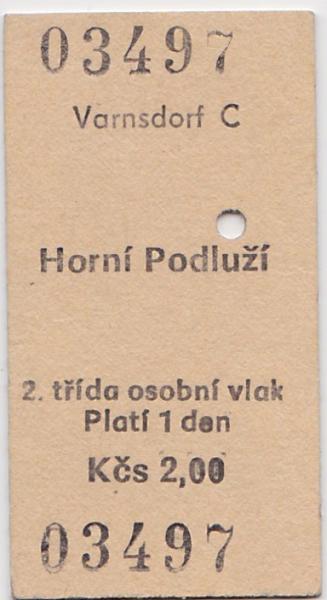 03497
Varnsdorf C
Horní Podluží
2. třída osobní vlak
Platí 1 den
Kčs 2,00
03497